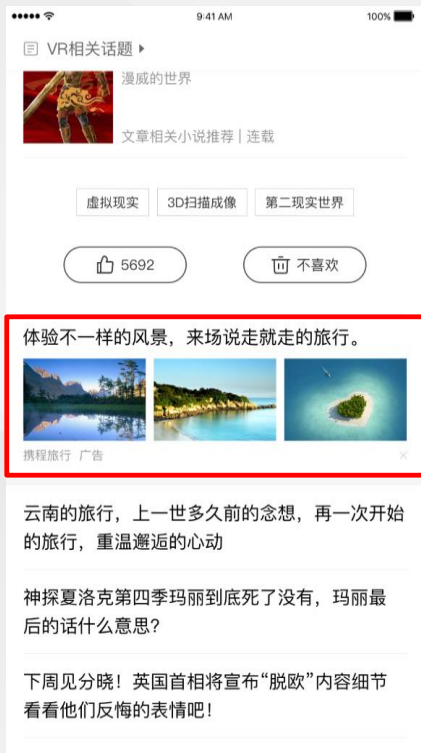 9:41 AM
100%
VR相关话题
漫威的世界
文章相关小说推荐 | 连载
虚拟现实
3D扫描成像
第二现实世界
5692
不喜欢
体验不一样的风景，来场说走就走的旅行。
携程旅行 广告
云南的旅行，上一世多久前的念想，再一次开始
的旅行，重温邂逅的心动
神探夏洛克第四季玛丽到底死了没有，玛丽最
后的话什么意思?
下周见分晓！英国首相将宣布“脱欧”内容细节
看看他们反悔的表情吧！